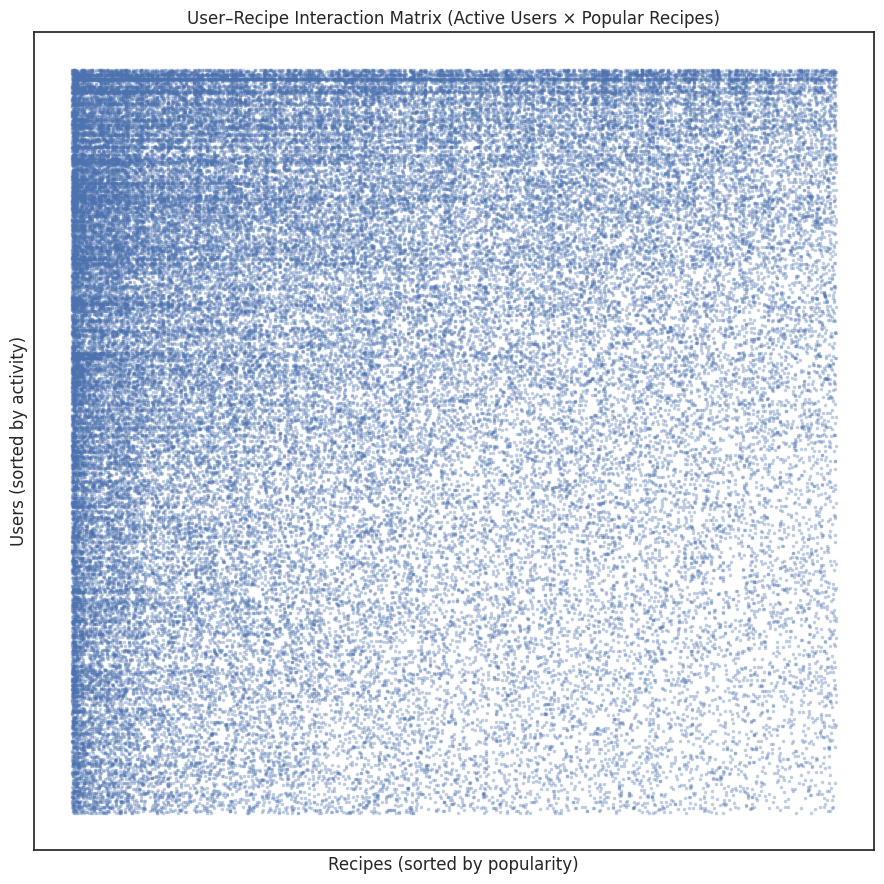 User–Recipe Interaction Matrix (Active Users × Popular Recipes)
Users (sorted by activity)
Recipes (sorted by popularity)